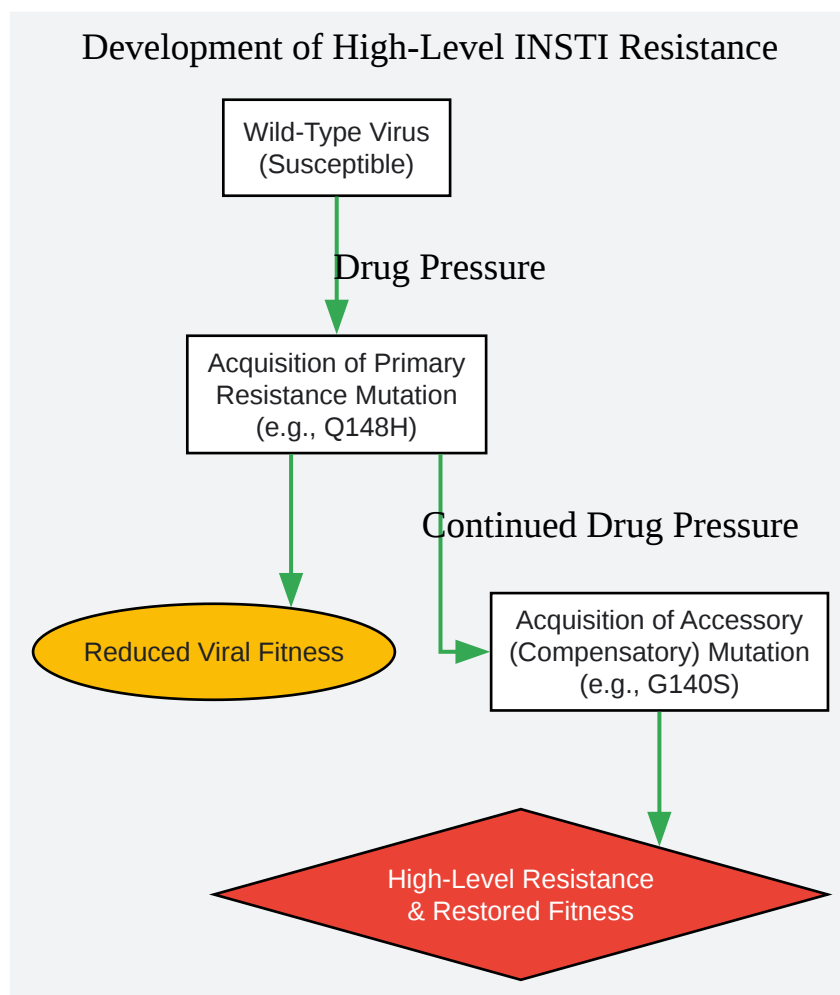 Development of High-Level INSTI Resistance
Wild-Type Virus
(Susceptible)
Drug Pressure
Acquisition of Primary
Resistance Mutation
(e.g., Q148H)
Continued Drug Pressure
Reduced Viral Fitness
Acquisition of Accessory
(Compensatory) Mutation
(e.g., G140S)
High-Level Resistance
& Restored Fitness